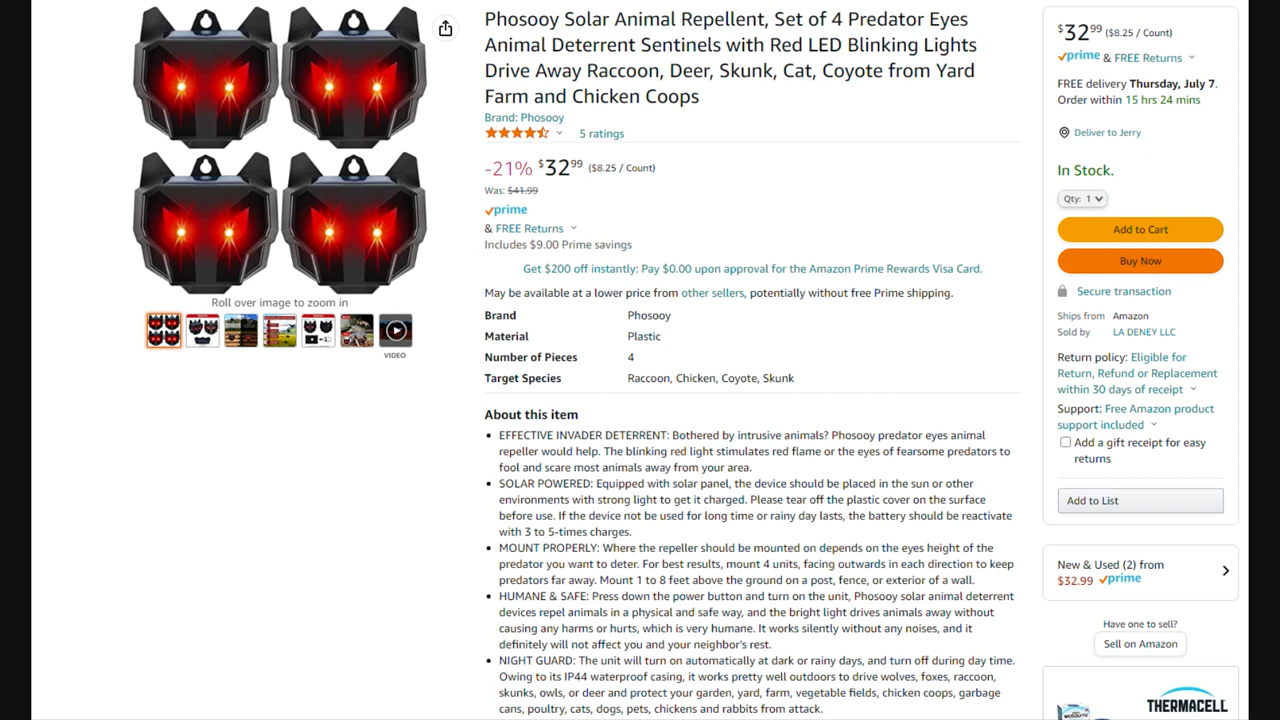 Phosooy Solar Animal Repellent, Set of 4 Predator Eyes
Animal Deterrent Sentinels with Red LED Blinking Lights
Drive Away Raccoon, Deer, Skunk, Cat, Coyote from Yard
Farm and Chicken Coops
Brand: Phosooy
5 ratings
-21% $32 99 ($8.25 / Count)
Was: $41.99
prime
& FREE Returns
Includes $9.00 Prime savings
Get $200 off instantly: Pay $0.00 upon approval for the Amazon Prime Rewards Visa Card.
May be available at a lower price from other sellers, potentially without free Prime shipping.
Brand Phosooy
Material Plastic
Number of Pieces 4
Target Species Raccoon, Chicken, Coyote, Skunk
About this item
• EFFECTIVE INVADER DETERRENT: Bothered by intrusive animals? Phosooy predator eyes animal
repeller would help. The blinking red light stimulates red flame or the eyes of fearsome predators to
fool and scare most animals away from your area.
• SOLAR POWERED: Equipped with solar panel, the device should be placed in the sun or other
environments with strong light to get it charged. Please tear off the plastic cover on the surface
before use. If the device not be used for long time or rainy day lasts, the battery should be reactivate
with 3 to 5-times charges.
• MOUNT PROPERLY: Where the repeller should be mounted on depends on the eyes height of the
predator you want to deter. For best results, mount 4 units, facing outwards in each direction to keep
predators far away. Mount 1 to 8 feet above the ground on a post, fence, or exterior of a wall.
• HUMANE & SAFE: Press down the power button and turn on the unit, Phosooy solar animal deterrent
devices repel animals in a physical and safe way, and the bright light drives animals away without
causing any harms or hurts, which is very humane. It works silently without any noises, and it
definitely will not affect you and your neighbor's rest.
• NIGHT GUARD: The unit will turn on automatically at dark or rainy days, and turn off during day time.
Owing to its IP44 waterproof casing, it works pretty well outdoors to drive wolves, foxes, raccoon,
skunks, owls, or deer and protect your garden, yard, farm, vegetable fields, chicken coops, garbage
cans, poultry, cats, dogs, pets, chickens and rabbits from attack.
Roll over image to zoom in
VIDEO
$32 99 ($8.25 / Count)
prime & FREE Returns
FREE delivery Thursday, July 7.
Order within 15 hrs 24 mins
Deliver to Jerry
In Stock.
Qty: 1
Add to Cart
Buy Now
Secure transaction
Ships from Amazon
Sold by LA DENEY LLC
Return policy: Eligible for
Return, Refund or Replacement
within 30 days of receipt
Support: Free Amazon product
support included
Add a gift receipt for easy
returns
Add to List
New & Used (2) from
$32.99 prime
Have one to sell?
Sell on Amazon
THERMACELL